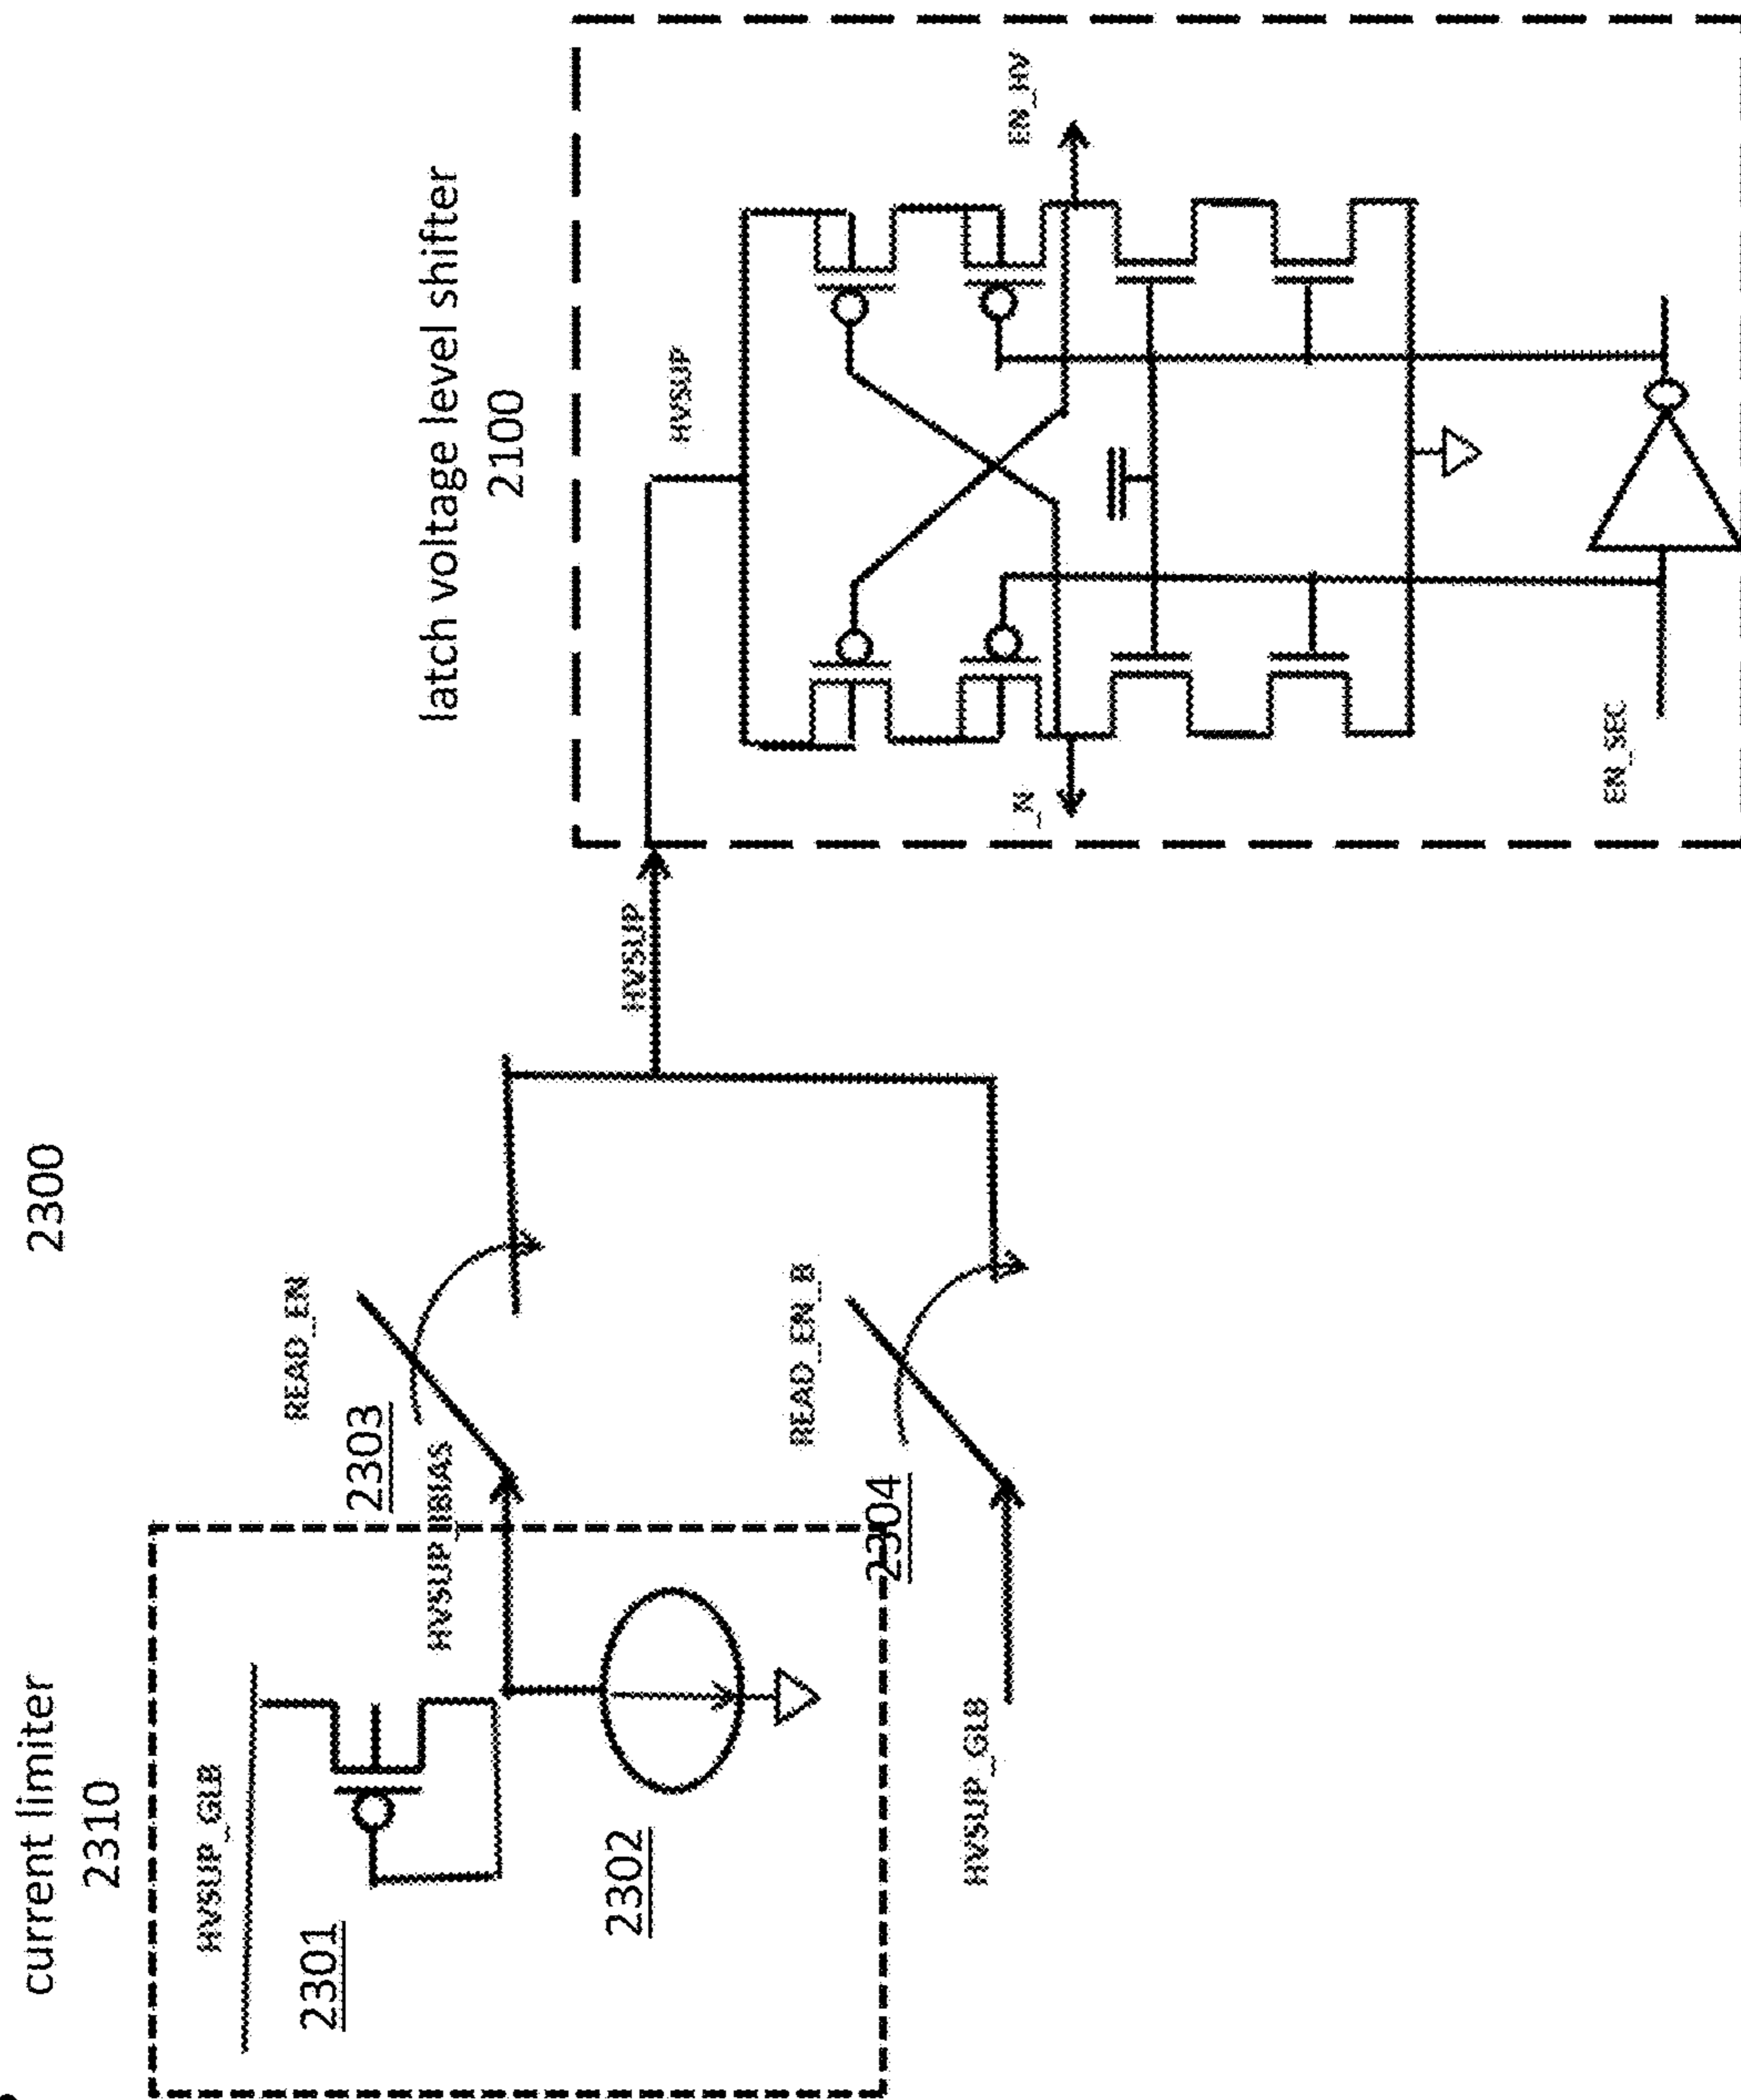 2300
current limiter
2310
HVSUP_GLB
2301
2302
HVSUP_IBIAS
2303
READ_EN
HVSUP_GLB
2304
READ_EN_B
HVSUP
latch voltage level shifter
2100
HVSUP
_N
EN_HV
EN_SEC